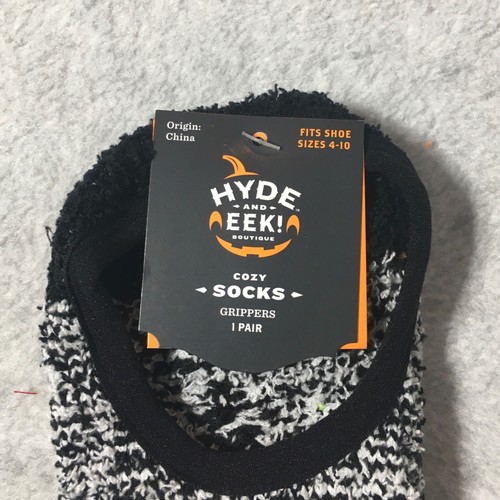 Origin:
China
FITS SHOE
SIZES 4-10
HYDE
AND
EEK!
BOUTIQUE
COZY
SOCKS
GRIPPERS
1 PAIR